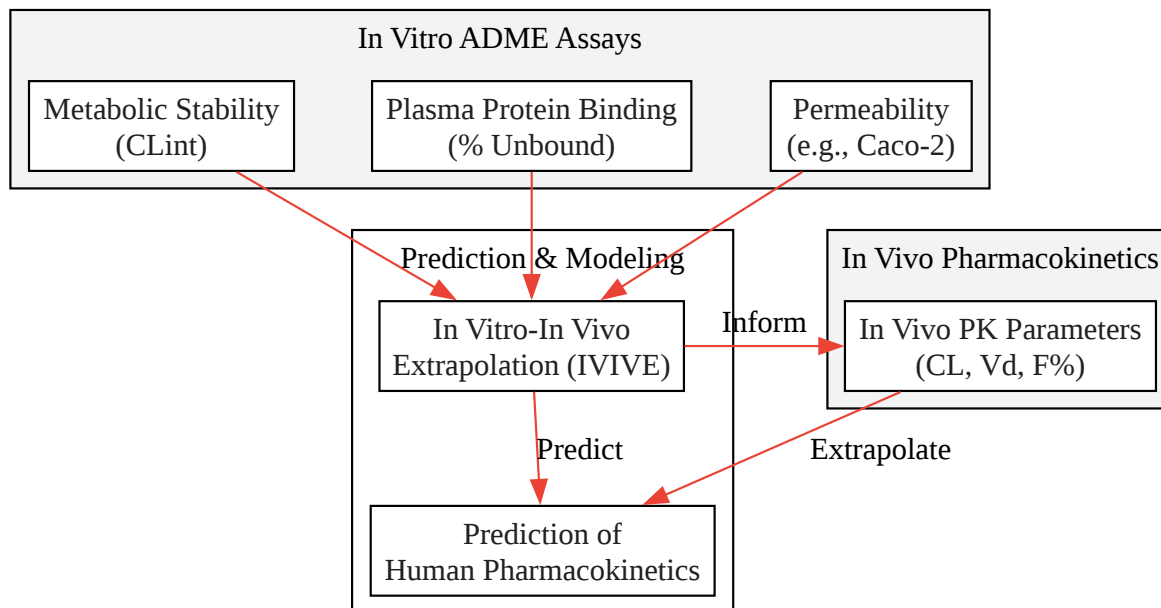 In Vitro ADME Assays
Metabolic Stability
(CLint)
Plasma Protein Binding
(% Unbound)
Permeability
(e.g., Caco-2)
Prediction & Modeling
In Vitro-In Vivo
Extrapolation (IVIVE)
Inform
In Vivo Pharmacokinetics
In Vivo PK Parameters
(CL, Vd, F%)
Predict
Extrapolate
Prediction of
Human Pharmacokinetics